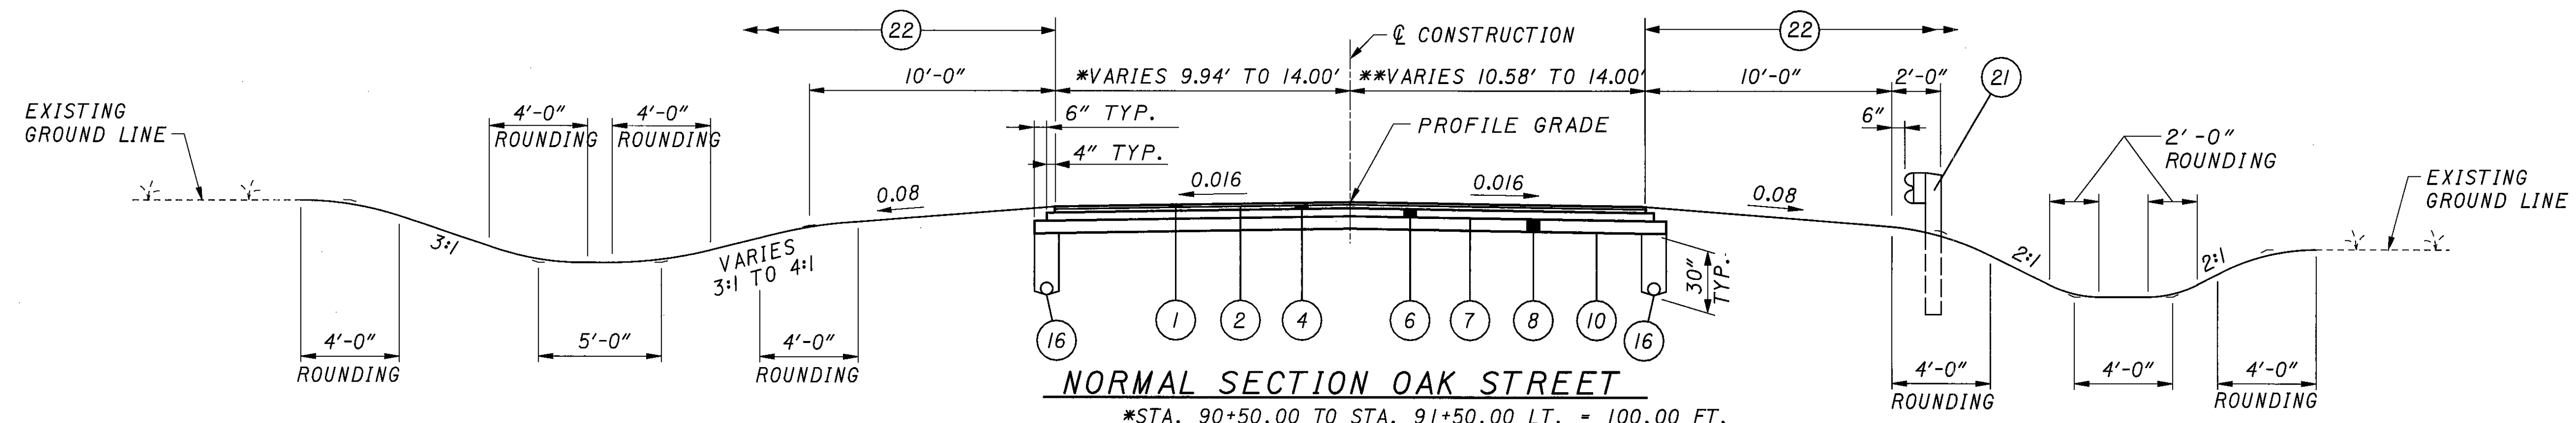 22
22
℄ CONSTRUCTION
10'-0"
*VARIES 9.94' TO 14.00'
**VARIES 10.58' TO 14.00'
10'-0"
2'-0"
21
EXISTING
GROUND LINE
4'-0"
ROUNDING
4'-0"
ROUNDING
6" TYP.
4" TYP.
PROFILE GRADE
6"
2'-0"
ROUNDING
EXISTING
GROUND LINE
0.08
0.016
0.016
0.08
3:1
VARIES
3:1 TO 4:1
30"
TYP.
2:1
2:1
4'-0"
ROUNDING
5'-0"
4'-0"
ROUNDING
16
1
2
4
6
7
8
10
16
4'-0"
ROUNDING
4'-0"
4'-0"
ROUNDING
NORMAL SECTION OAK STREET
*STA. 90+50.00 TO STA. 91+50.00 LT. = 100.00 FT.